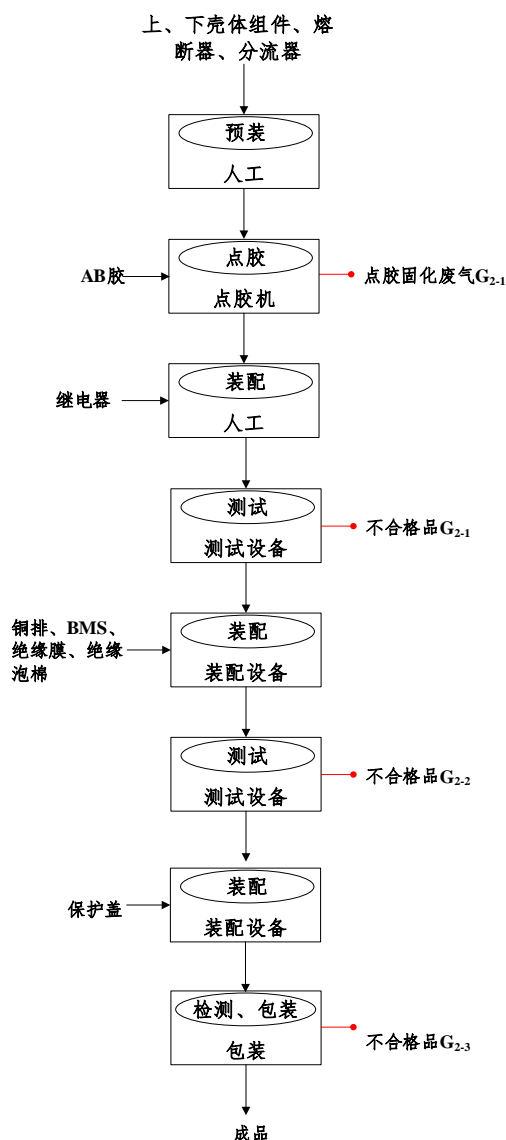 上、下壳体组件、熔
断器、分流器
预装
人工
AB胶
点胶
点胶机
点胶固化废气G2-1
继电器
装配
人工
测试
测试设备
不合格品G2-1
铜排、BMS、
绝缘膜、绝缘
泡棉
装配
装配设备
测试
测试设备
不合格品G2-2
保护盖
装配
装配设备
检测、包装
包装
不合格品G2-3
成品